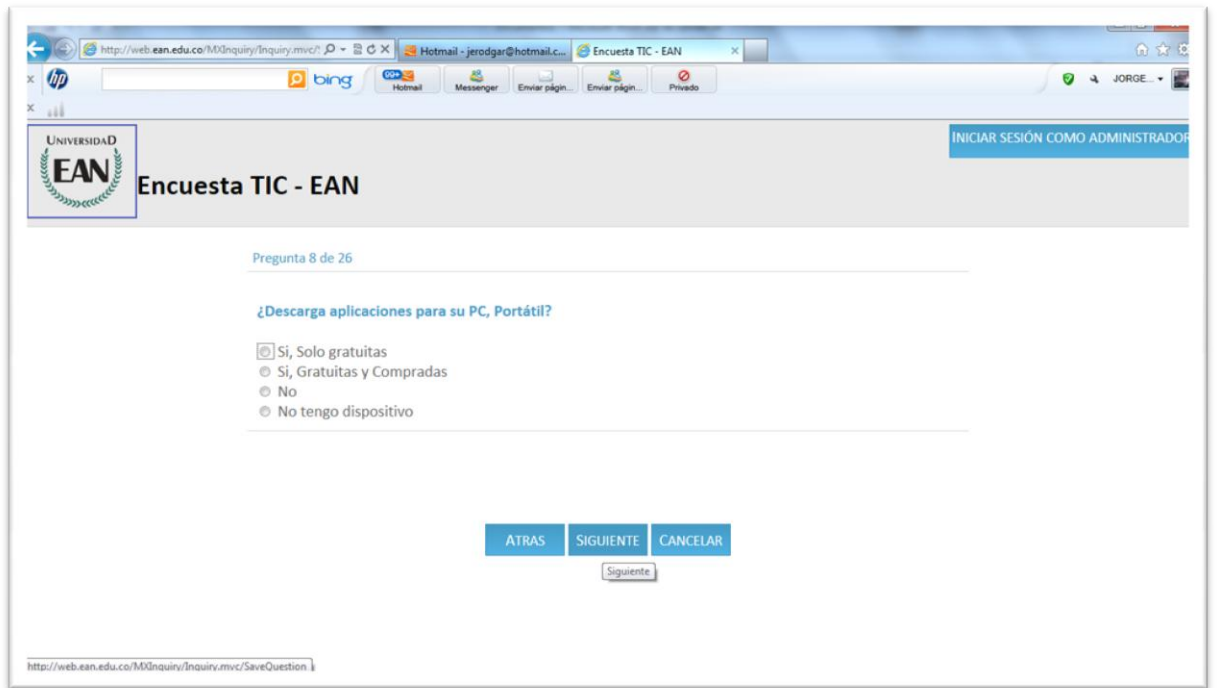 http://web.ean.edu.co/MXInquiry/Inquiry.mvc/
Hotmail - jerodgar@hotmail.c...
Encuesta TIC - EAN
hp
bing
99+
Hotmail
Messenger
Enviar págin...
Enviar págin...
Privado
JORGE...
UNIVERSIDAD
EAN
Encuesta TIC - EAN
INICIAR SESIÓN COMO ADMINISTRADOR
Pregunta 8 de 26
¿Descarga aplicaciones para su PC, Portátil?
Si, Solo gratuitas
Si, Gratuitas y Compradas
No
No tengo dispositivo
ATRAS SIGUIENTE CANCELAR
Siguiente
http://web.ean.edu.co/MXInquiry/Inquiry.mvc/SaveQuestion